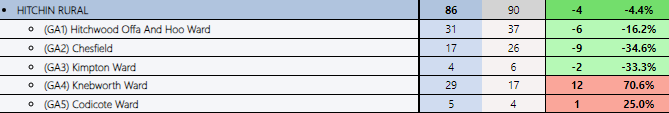 HITCHIN RURAL 86 90 -4 -4.4%
(GA1) Hitchwood Offa And Hoo Ward 31 37 -6 -16.2%
(GA2) Chesfield 17 26 -9 -34.6%
(GA3) Kimpton Ward 4 6 -2 -33.3%
(GA4) Knebworth Ward 29 17 12 70.6%
(GA5) Codicote Ward 5 4 1 25.0%